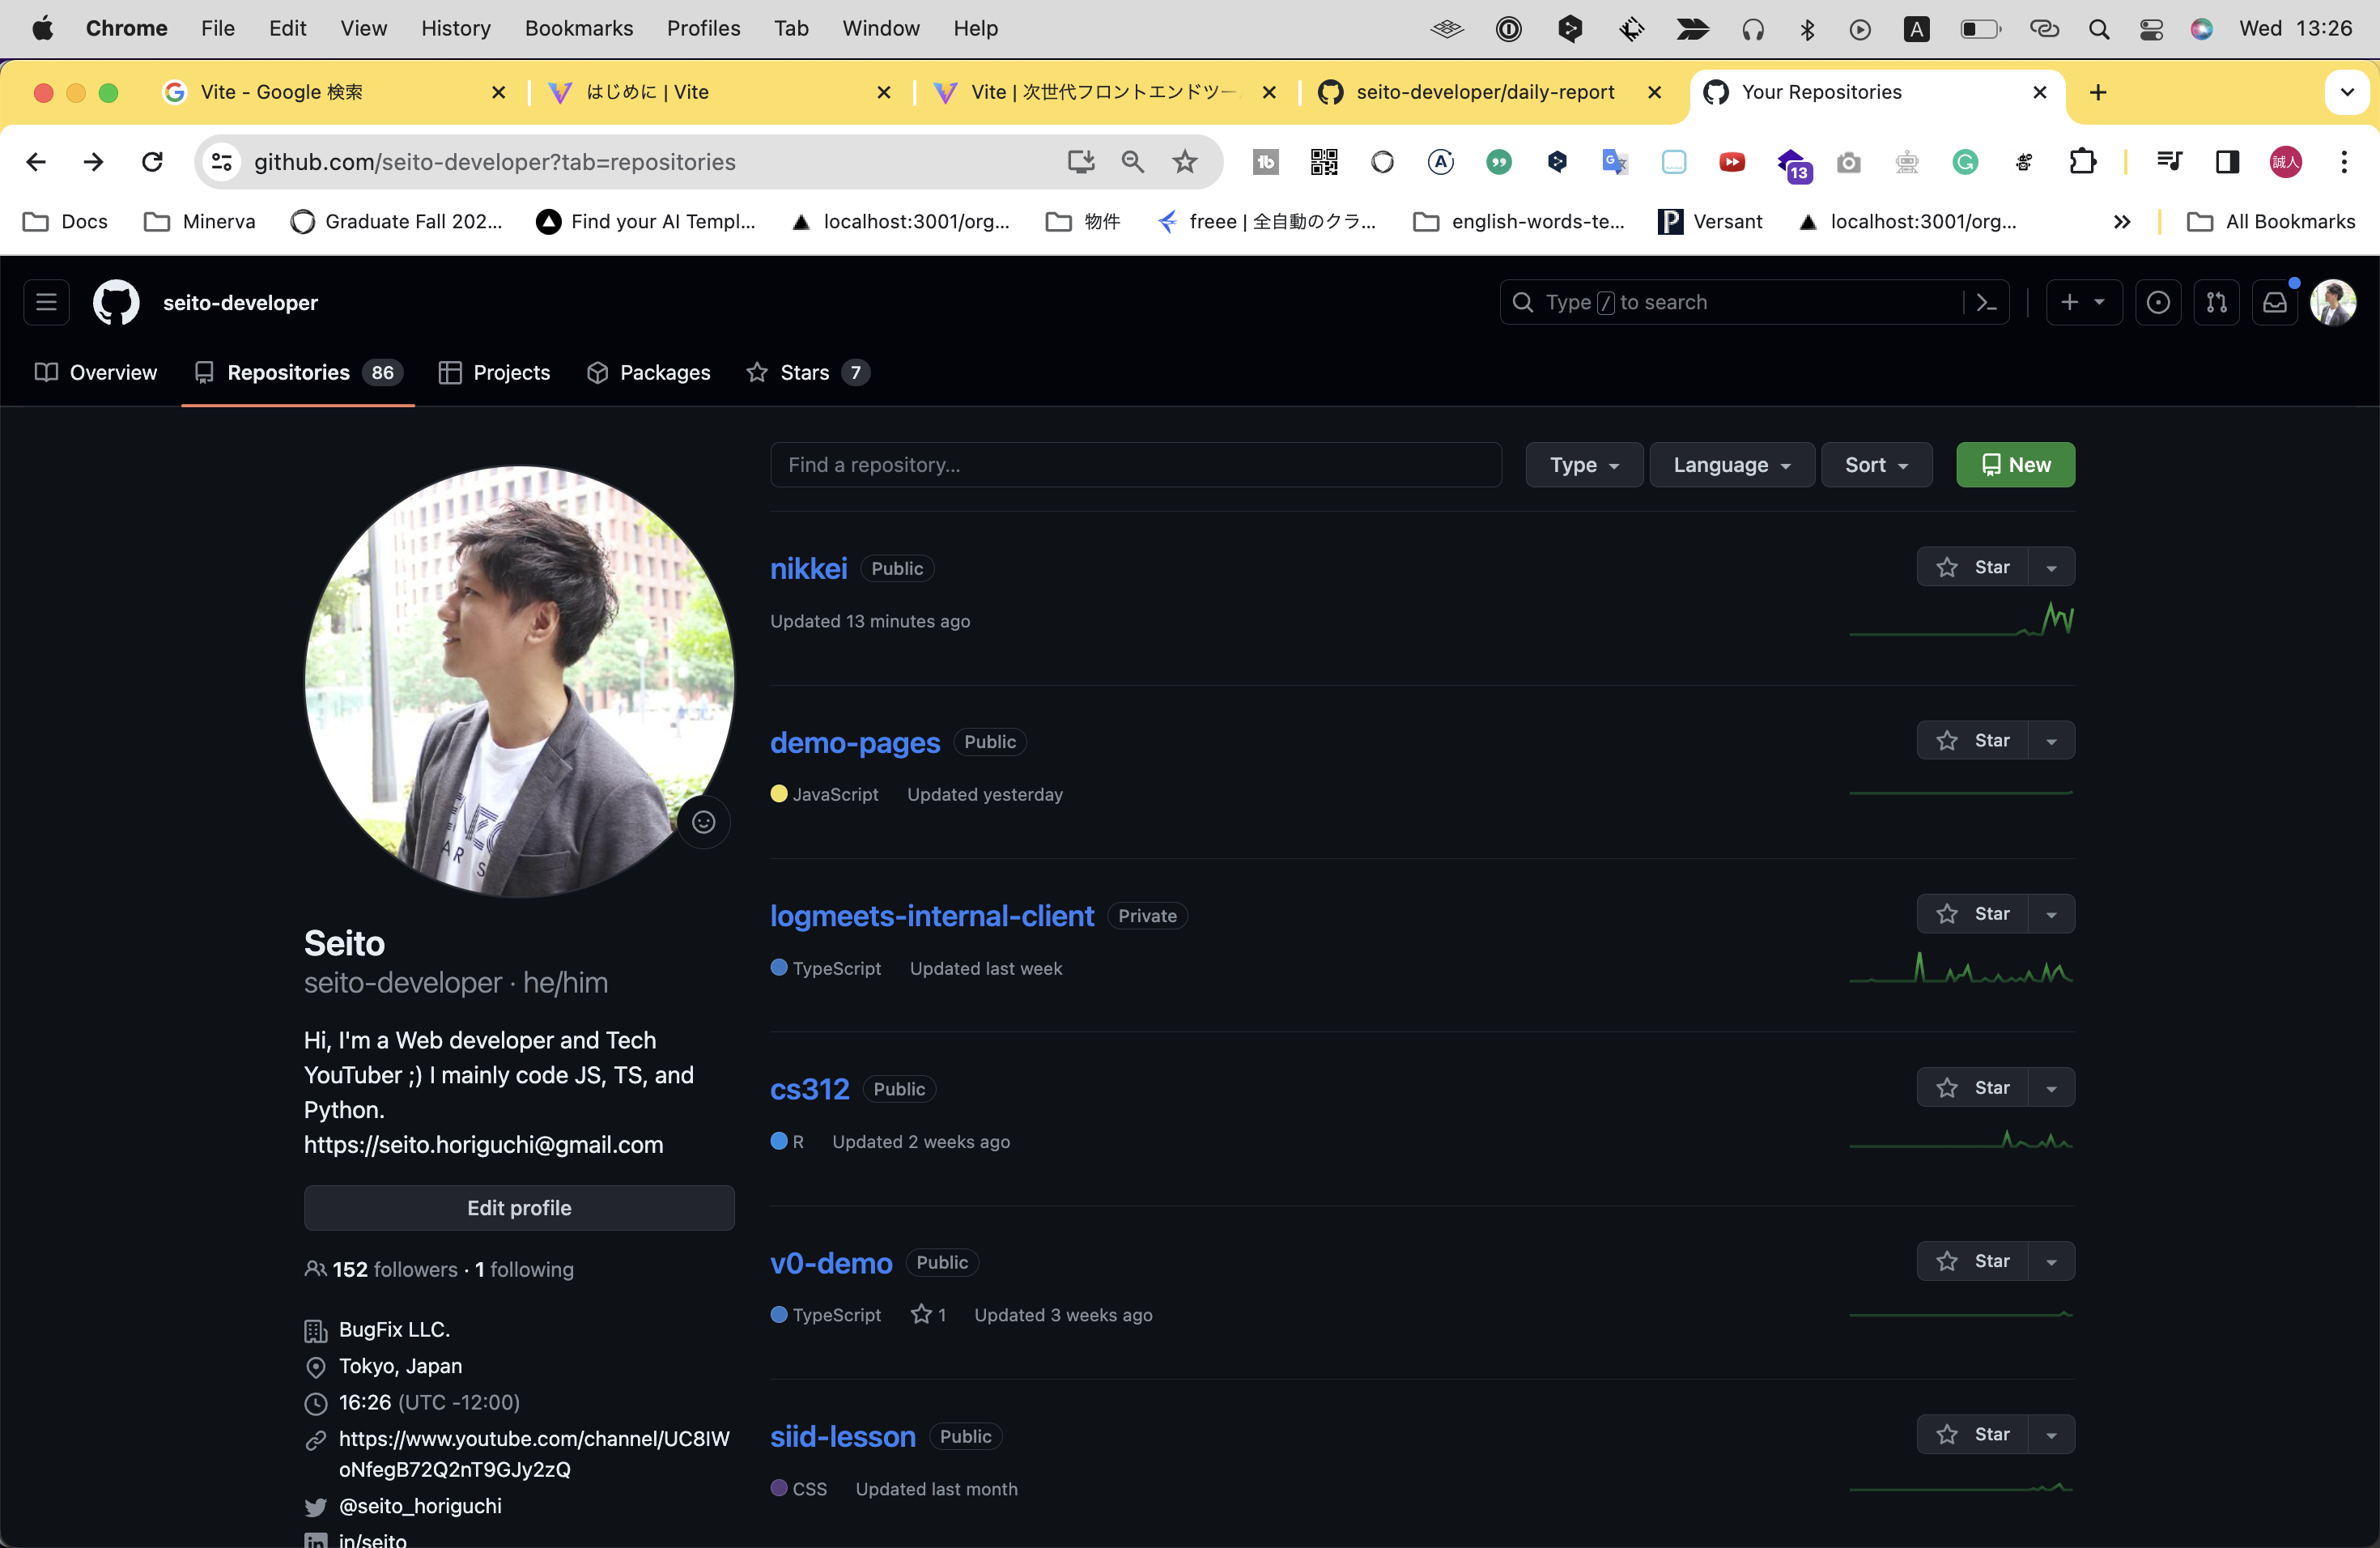 Chrome File Edit View History Bookmarks Profiles Tab Window Help A Wed 13:26
Vite - Google 検索 はじめに | Vite Vite | 次世代フロントエンドツー seito-developer/daily-report Your Repositories
github.com/seito-developer?tab=repositories 13 誠人
Docs Minerva Graduate Fall 202... Find your AI Templ... localhost:3001/org... 物件 freee | 全自動のクラ... english-words-te... Versant localhost:3001/org... All Bookmarks
seito-developer Type / to search
Overview Repositories 86 Projects Packages Stars 7
Find a repository... Type Language Sort New
nikkei Public Star
Updated 13 minutes ago
demo-pages Public Star
JavaScript Updated yesterday
logmeets-internal-client Private Star
TypeScript Updated last week
cs312 Public Star
R Updated 2 weeks ago
v0-demo Public Star
TypeScript 1 Updated 3 weeks ago
siid-lesson Public Star
CSS Updated last month
Seito
seito-developer · he/him
Hi, I'm a Web developer and Tech
YouTuber ;) I mainly code JS, TS, and
Python.
https://seito.horiguchi@gmail.com
Edit profile
152 followers · 1 following
BugFix LLC.
Tokyo, Japan
16:26 (UTC -12:00)
https://www.youtube.com/channel/UC8IW
oNfegB72Q2nT9GJy2zQ
@seito_horiguchi
in/seito